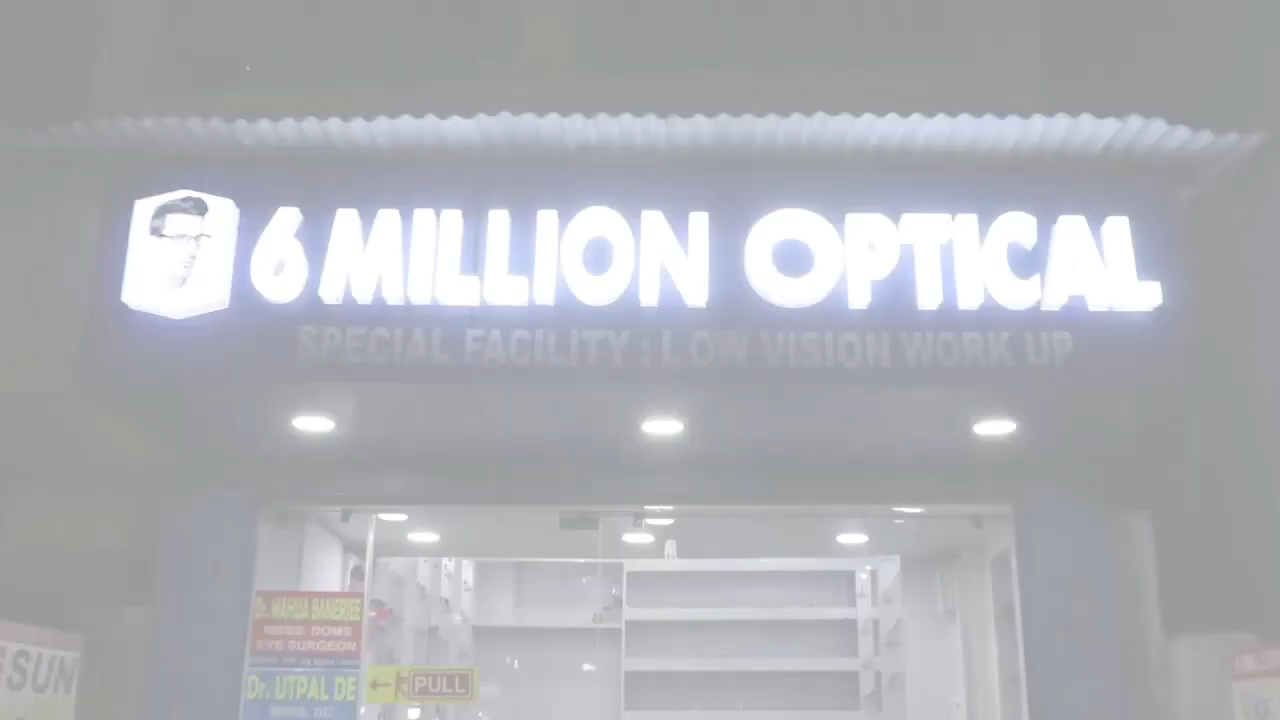 6 MILLION OPTICAL
SPECIAL FACILITY : LOW VISION WORK UP
Dr. MAHUA BANERJEE
MBBS. DOMS
EYE SURGEON
Dr. UTPAL DE
PULL
SUN